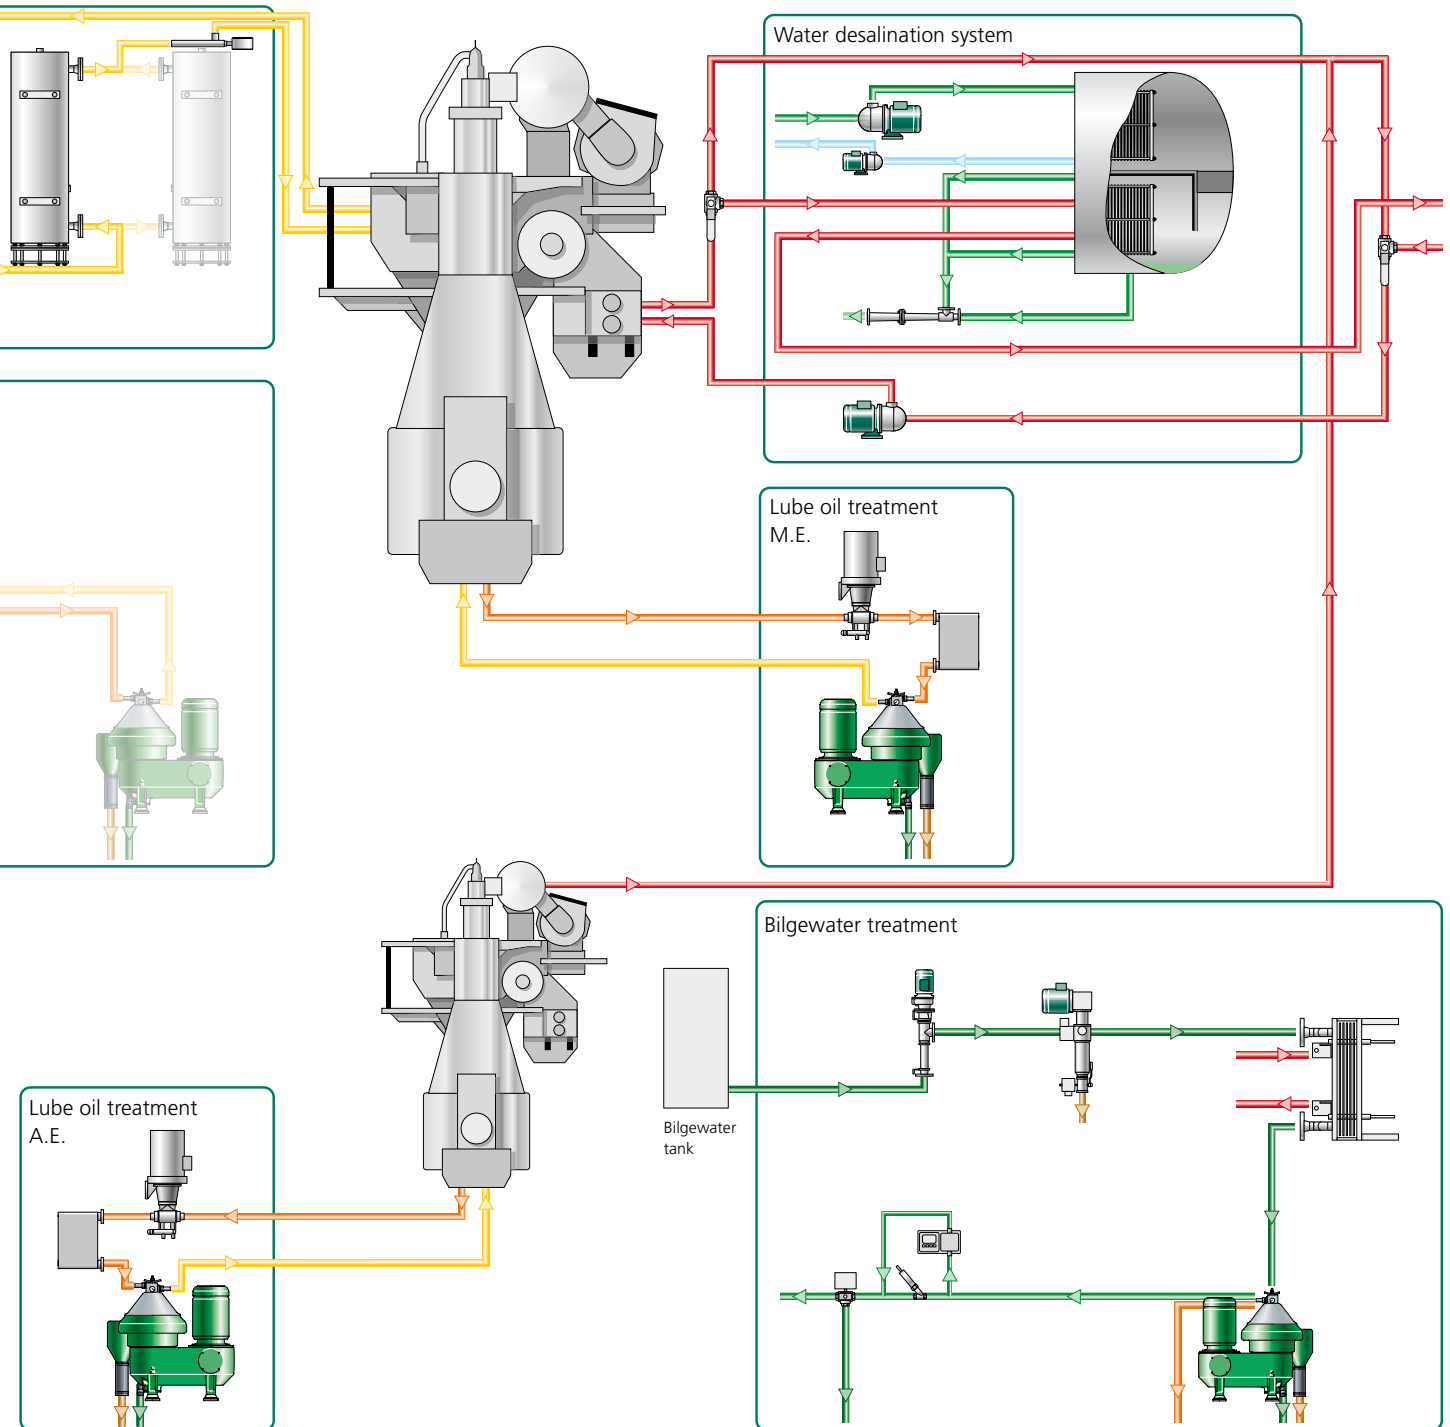 Water desalination system
Lube oil treatment
M.E.
Bilgewater treatment
Bilgewater
tank
Lube oil treatment
A.E.